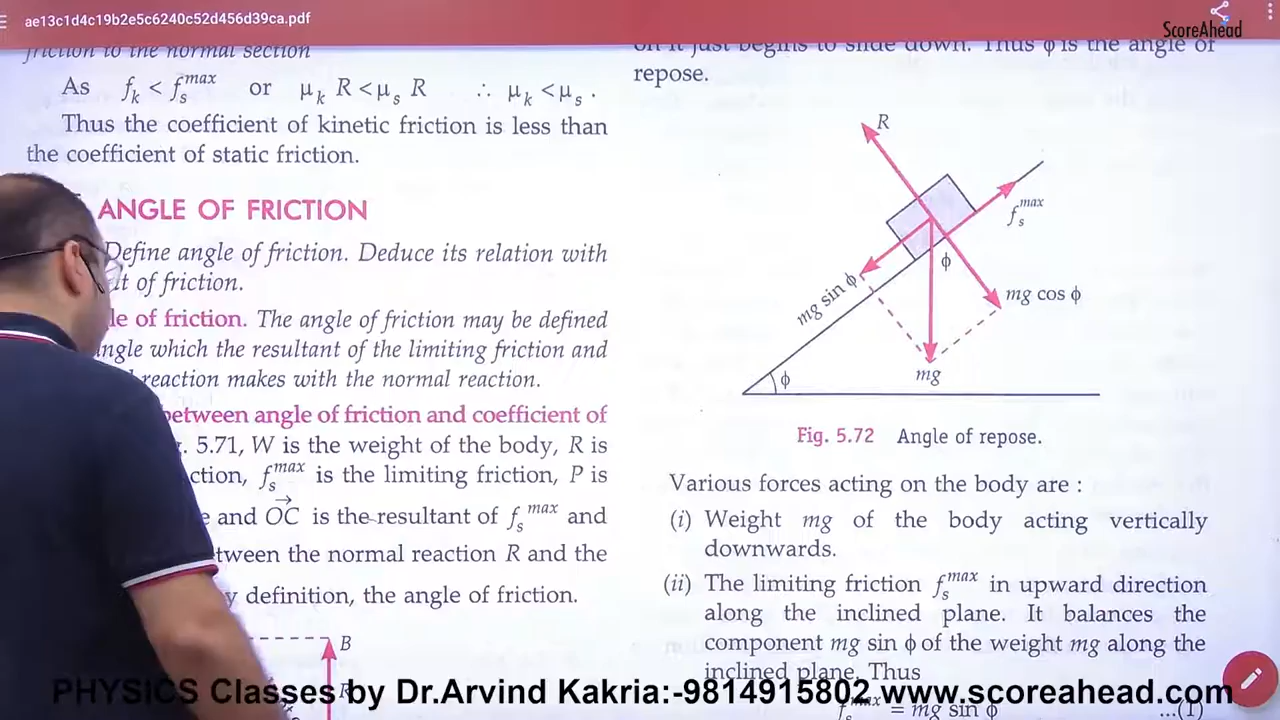 ae13c1d4c19b2e5c6240c52d456d39ca.pdf
ScoreAhead
friction to the normal section
As f_k < f_s^max or μ_k R < μ_s R ∴ μ_k < μ_s .
Thus the coefficient of kinetic friction is less than
the coefficient of static friction.
ANGLE OF FRICTION
Define angle of friction. Deduce its relation with
of friction.
of friction. The angle of friction may be defined
angle which the resultant of the limiting friction and
reaction makes with the normal reaction.
between angle of friction and coefficient of
5.71, W is the weight of the body, R is
f_s^max is the limiting friction, P is
and OC→ is the resultant of f_s^max and
between the normal reaction R and the
definition, the angle of friction.
B
R
on it just begins to slide down. Thus ϕ is the angle of
repose.
R
f_s^max
ϕ
mg sin ϕ
mg cos ϕ
mg
ϕ
Fig. 5.72 Angle of repose.
Various forces acting on the body are :
(i) Weight mg of the body acting vertically
downwards.
(ii) The limiting friction f_s^max in upward direction
along the inclined plane. It balances the
component mg sin ϕ of the weight mg along the
inclined plane. Thus
f_s^max = mg sin ϕ ...(1)
PHYSICS Classes by Dr.Arvind Kakria:-9814915802 www.scoreahead.com